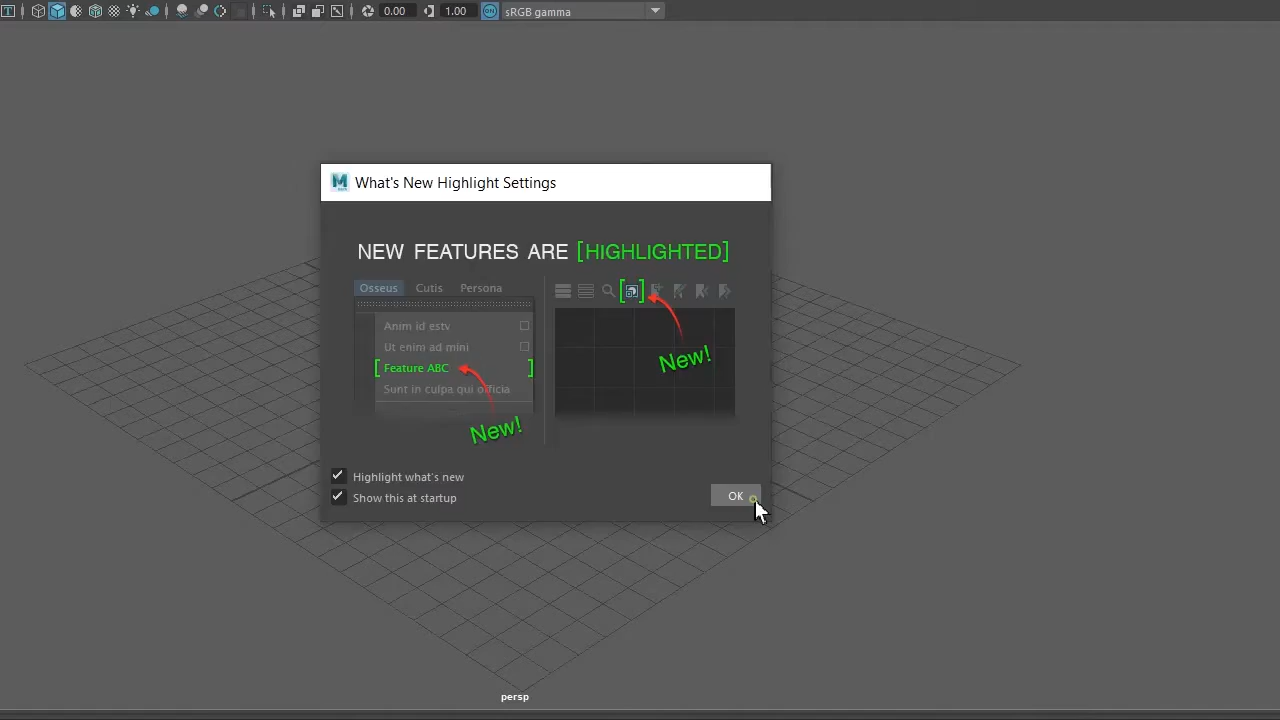 T 0.00 1.00 ON sRGB gamma
What's New Highlight Settings
NEW FEATURES ARE [HIGHLIGHTED]
Osseus Cutis Persona
Anim id estv
Ut enim ad mini
[Feature ABC]
Sunt in culpa qui officia
New!
New!
Highlight what's new
Show this at startup
OK
persp